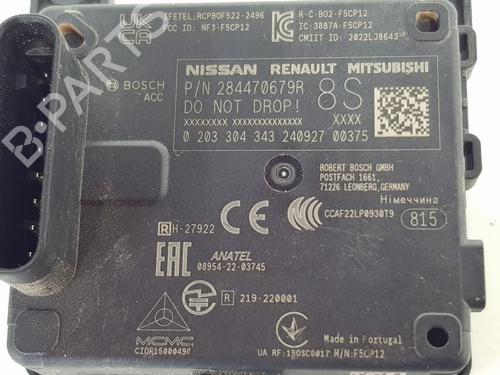 UK CA
IFETEL: RCPBOF522-2496
FCC ID: NF3-F5CP12
R-C-BO2-F5CP12
IC:3887A-F5CP12
CMIIT ID: 2022LJ8643
BOSCH
ACC
NISSAN RENAULT MITSUBISHI
P/N 284470679R
DO NOT DROP!
8S
XXXXXXXX XXXXXXXXXXXXXX XXXX
0 203 304 343 240927 00375
ROBERT BOSCH GMBH
POSTFACH 1661,
71226 LEONBERG, GERMANY
Німеччина
CE
CCC
CCAF22LP0930T9
815
R H-27922
EAC
ANATEL
08954-22-03745
R 219-220001
MCMC
CIDF15000490
Made in Portugal
UA RF:1BOSC0017 M/N:F5CP12